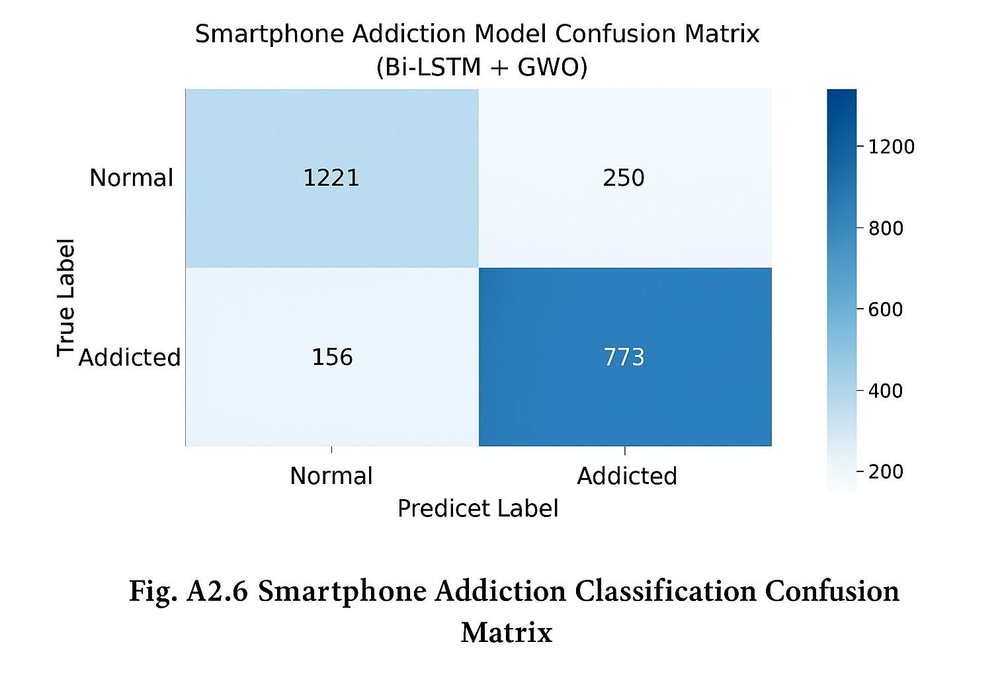 Smartphone Addiction Model Confusion Matrix
(Bi-LSTM + GWO)
Normal
1221
250
True Label
Addicted
156
773
Normal
Addicted
Predicet Label
1200
800
600
400
200
Fig. A2.6 Smartphone Addiction Classification Confusion
Matrix